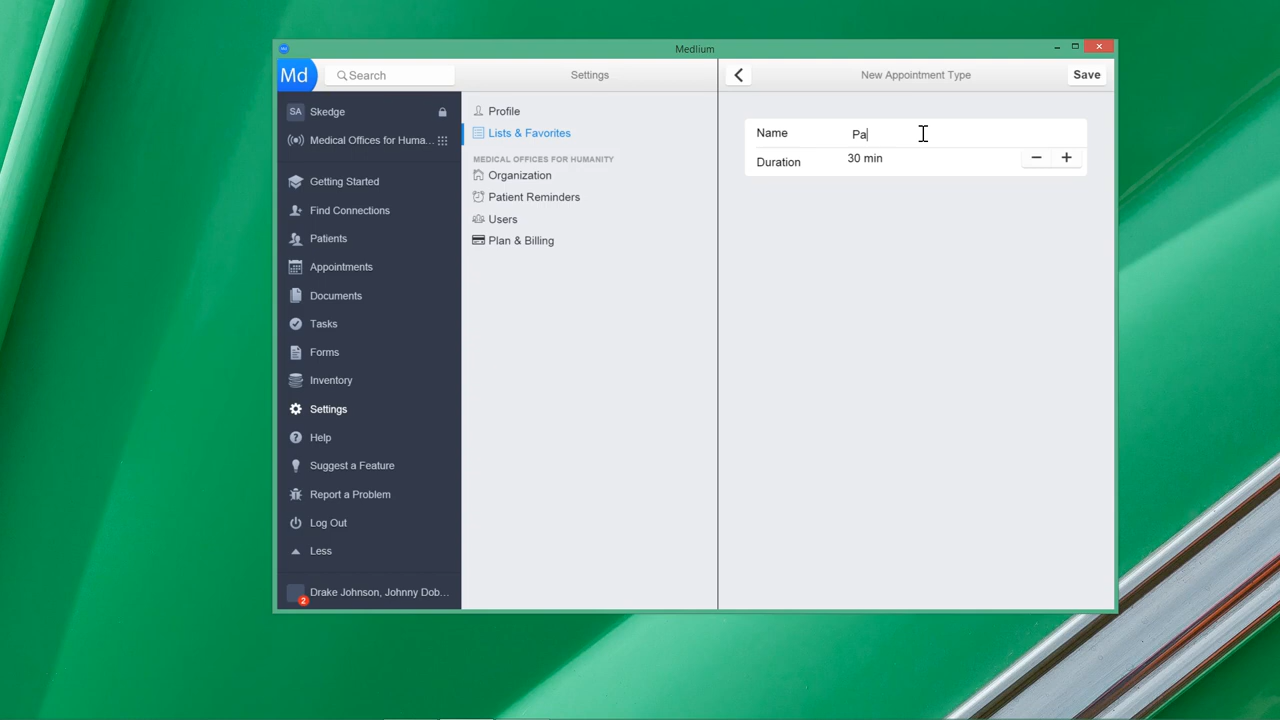 Medlium
Md
Search
Settings
New Appointment Type
Save
SA
Skedge
Medical Offices for Huma...
Getting Started
Find Connections
Patients
Appointments
Documents
Tasks
Forms
Inventory
Settings
Help
Suggest a Feature
Report a Problem
Log Out
Less
2
Drake Johnson, Johnny Dob...
Profile
Lists & Favorites
MEDICAL OFFICES FOR HUMANITY
Organization
Patient Reminders
Users
Plan & Billing
Name Pa
Duration 30 min